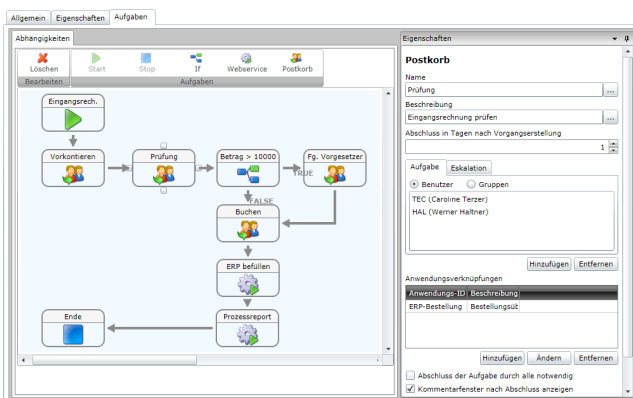 Allgemein Eigenschaften Aufgaben
Abhängigkeiten
Löschen Start Stop If Webservice Postkorb
Bearbeiten Aufgaben
Eingangsrech.
Vorkontieren Prüfung Betrag > 10000 Fg. Vorgesetzer
TRUE
FALSE
Buchen
ERP befüllen
Ende Prozessreport
Eigenschaften
Postkorb
Name
Prüfung ...
Beschreibung
Eingangsrechnung prüfen ...
Abschluss in Tagen nach Vorgangserstellung
1
Aufgabe Eskalation
Benutzer Gruppen
TEC (Caroline Terzer)
HAL (Werner Haltner)
Hinzufügen Entfernen
Anwendungsverknüpfungen
Anwendungs-ID Beschreibung
ERP-Bestellung Bestellungsüb
Hinzufügen Ändern Entfernen
Abschluss der Aufgabe durch alle notwendig
Kommentarfenster nach Abschluss anzeigen